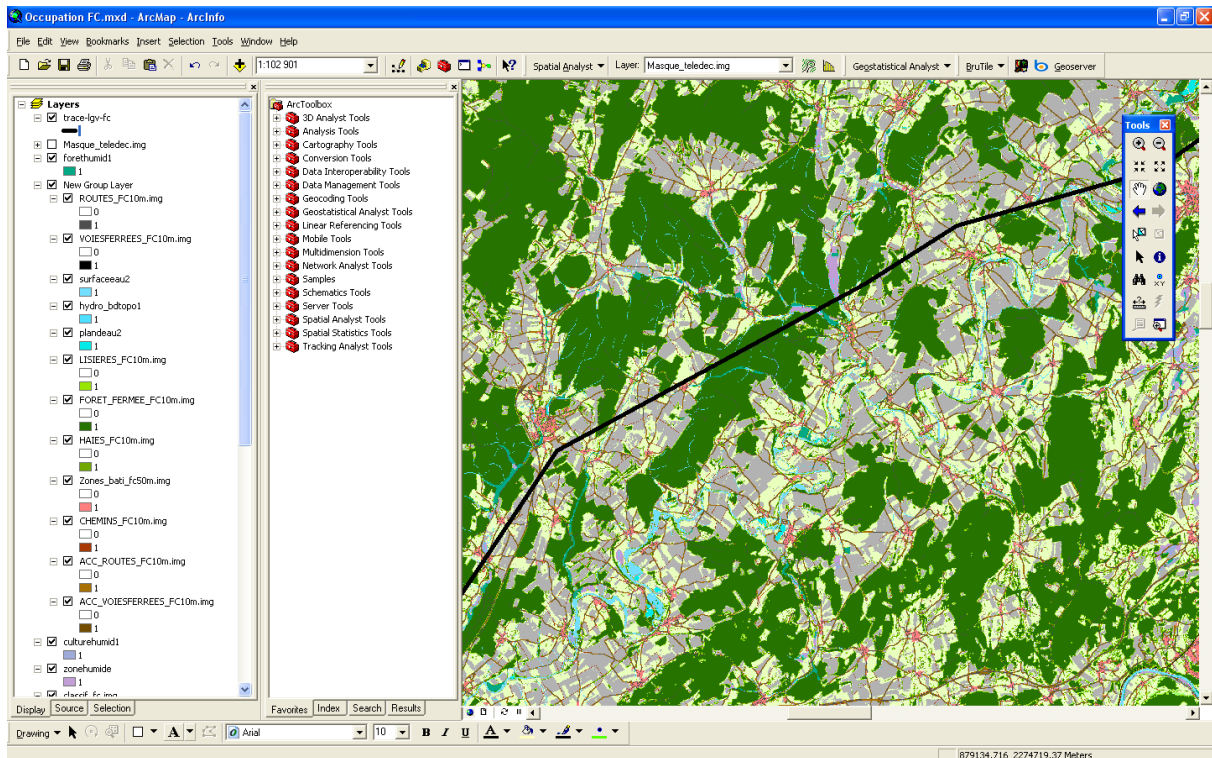 Occupation FC.mxd - ArcMap - ArcInfo
File Edit View Bookmarks Insert Selection Tools Window Help
1:102 901 Spatial Analyst Layer: Masque_teledec.img Geostatistical Analyst BruTile Geoserver
Layers
trace-lgv-fc
Masque_teledec.img
forethumid1
1
New Group Layer
ROUTES_FC10m.img
0
1
VOIESFERREES_FC10m.img
0
1
surfaceeau2
1
hydro_bdtopo1
1
plandeau2
1
LISIERES_FC10m.img
0
1
FORET_FERMEE_FC10m.img
0
1
HAIES_FC10m.img
0
1
Zones_bati_fc50m.img
0
1
CHEMINS_FC10m.img
0
1
ACC_ROUTES_FC10m.img
0
1
ACC_VOIESFERREES_FC10m.img
0
1
culturehumid1
1
zonehumide
1
classif_fc.img
Display Source Selection
ArcToolbox
3D Analyst Tools
Analysis Tools
Cartography Tools
Conversion Tools
Data Interoperability Tools
Data Management Tools
Geocoding Tools
Geostatistical Analyst Tools
Linear Referencing Tools
Mobile Tools
Multidimension Tools
Network Analyst Tools
Samples
Schematics Tools
Server Tools
Spatial Analyst Tools
Spatial Statistics Tools
Tracking Analyst Tools
Favorites Index Search Results
Tools
XY
Drawing A Arial 10 B I U A
879134,716 2274719,37 Meters